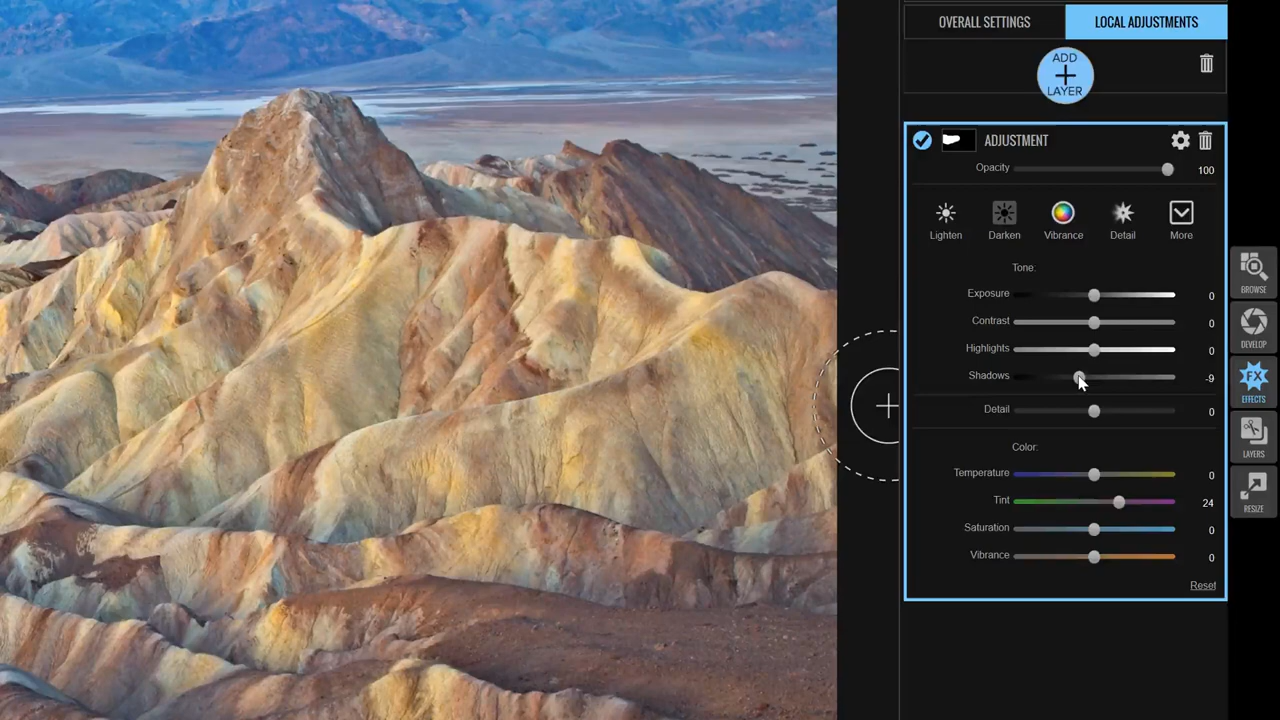 OVERALL SETTINGS LOCAL ADJUSTMENTS
ADD
LAYER
ADJUSTMENT
Opacity 100
Lighten Darken Vibrance Detail More
Tone:
Exposure 0
Contrast 0
Highlights 0
Shadows -9
Detail 0
Color:
Temperature 0
Tint 24
Saturation 0
Vibrance 0
Reset
BROWSE
DEVELOP
FX
EFFECTS
LAYERS
RESIZE